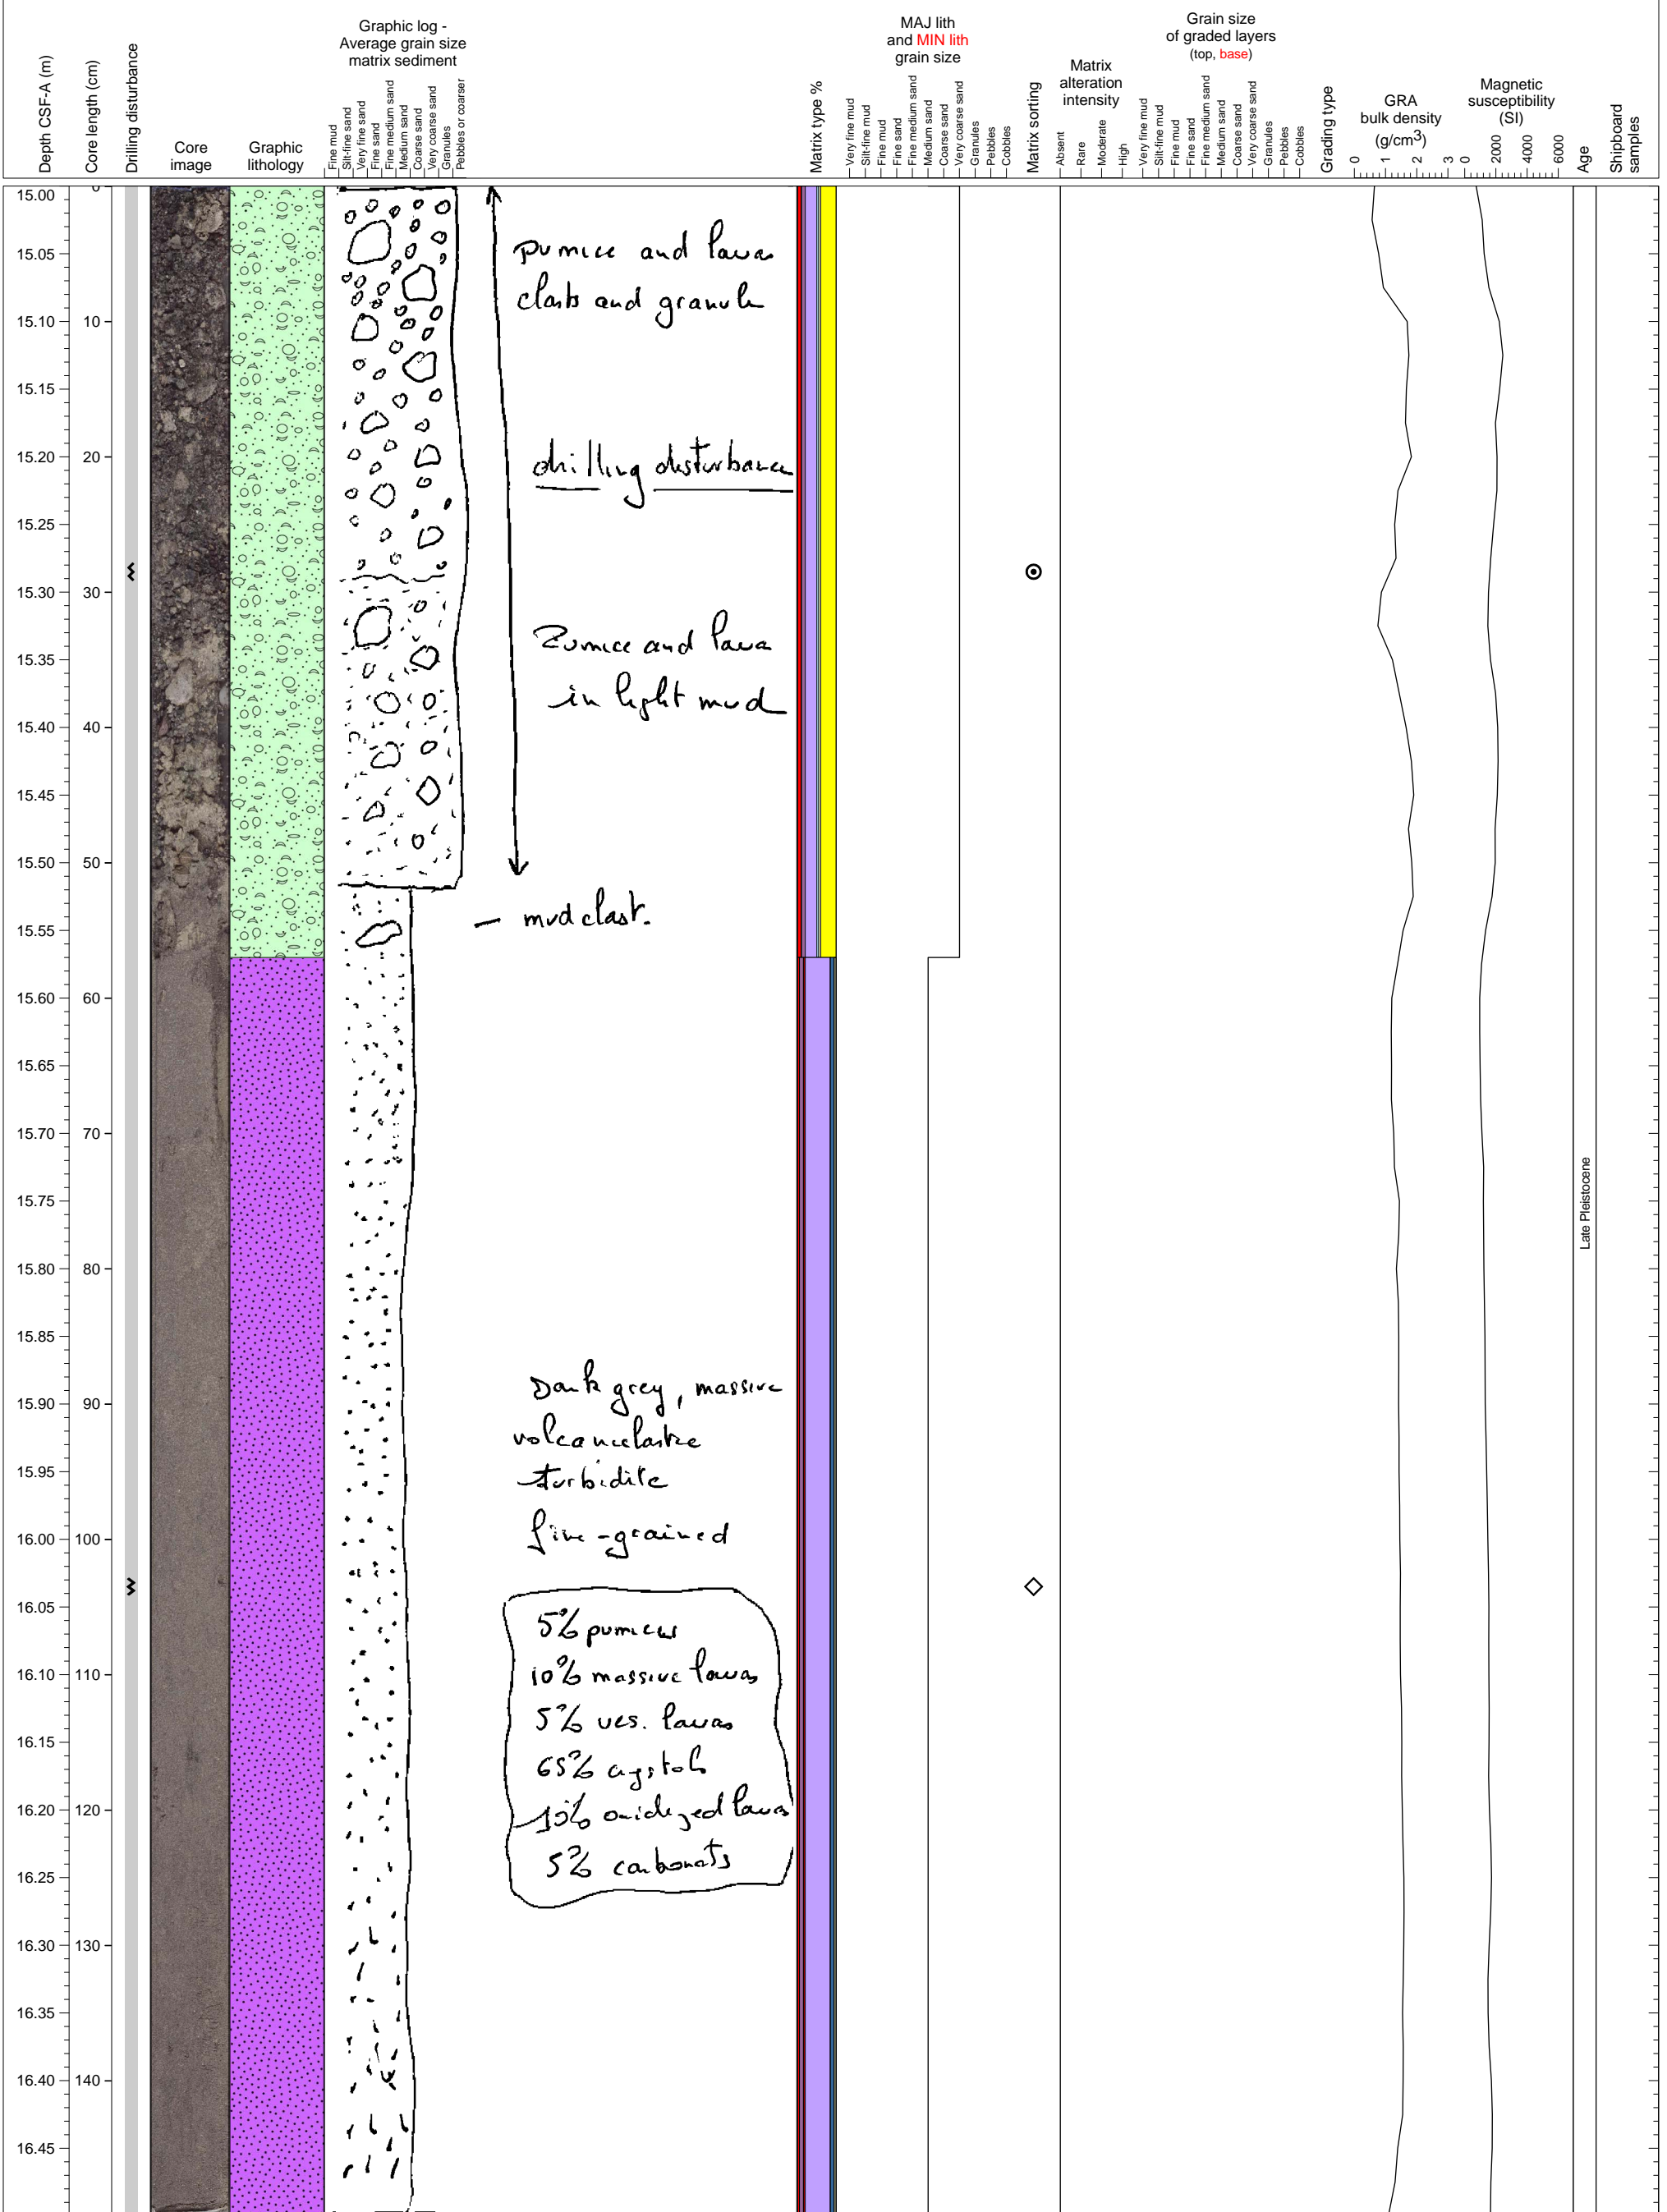 Depth CSF-A (m)
Core length (cm)
Drilling disturbance
Core
image
Graphic
lithology
Graphic log -
Average grain size
matrix sediment
Fine mud
Silt-fine sand
Very fine sand
Fine sand
Fine medium sand
Medium sand
Coarse sand
Very coarse sand
Granules
Pebbles or coarser
Matrix type %
MAJ lith
and MIN lith
grain size
Very fine mud
Silt-fine mud
Fine mud
Fine sand
Fine medium sand
Medium sand
Coarse sand
Very coarse sand
Granules
Pebbles
Cobbles
Matrix sorting
Matrix
alteration
intensity
Absent
Rare
Moderate
High
Grain size
of graded layers
(top, base)
Very fine mud
Silt-fine mud
Fine mud
Fine sand
Fine medium sand
Medium sand
Coarse sand
Very coarse sand
Granules
Pebbles
Cobbles
Grading type
GRA
bulk density
(g/cm3)
0 1 2 3
Magnetic
susceptibility
(SI)
0 2000 4000 6000
Age
Shipboard
samples
15.00 0
15.05
15.10 10
15.15
15.20 20
15.25
15.30 30
15.35
15.40 40
15.45
15.50 50
15.55
15.60 60
15.65
15.70 70
15.75
15.80 80
15.85
15.90 90
15.95
16.00 100
16.05
16.10 110
16.15
16.20 120
16.25
16.30 130
16.35
16.40 140
16.45
pumice and lava
clasts and granule
drilling disturbance
Pumice and lava
in light mud
– mud clast.
Dark grey, massive
volcaniclastic
turbidite
fine-grained
5% pumices
10% massive lavas
5% ves. lavas
65% crystals
10% oxidized lavas
5% carbonats
Late Pleistocene